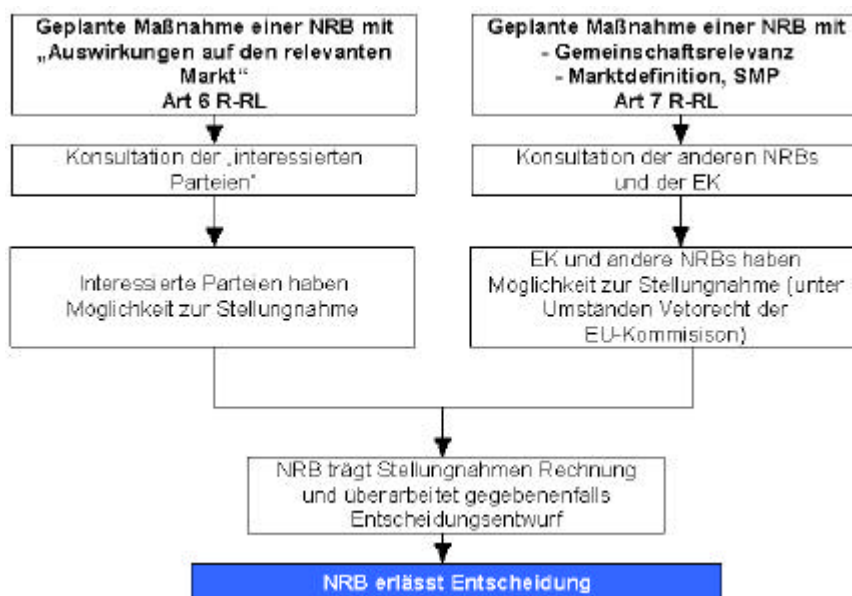 Geplante Maßnahme einer NRB mit
„Auswirkungen auf den relevanten
Markt“
Art 6 R-RL
Konsultation der „interessierten
Parteien“
Interessierte Parteien haben
Möglichkeit zur Stellungnahme
Geplante Maßnahme einer NRB mit
- Gemeinschaftsrelevanz
- Marktdefinition, SMP
Art 7 R-RL
Konsultation der anderen NRBs
und der EK
EK und andere NRBs haben
Möglichkeit zur Stellungnahme (unter
Umständen Vetorecht der
EU-Kommisison)
NRB trägt Stellungnahmen Rechnung
und überarbeitet gegebenenfalls
Entscheidungsentwurf
NRB erlässt Entscheidung